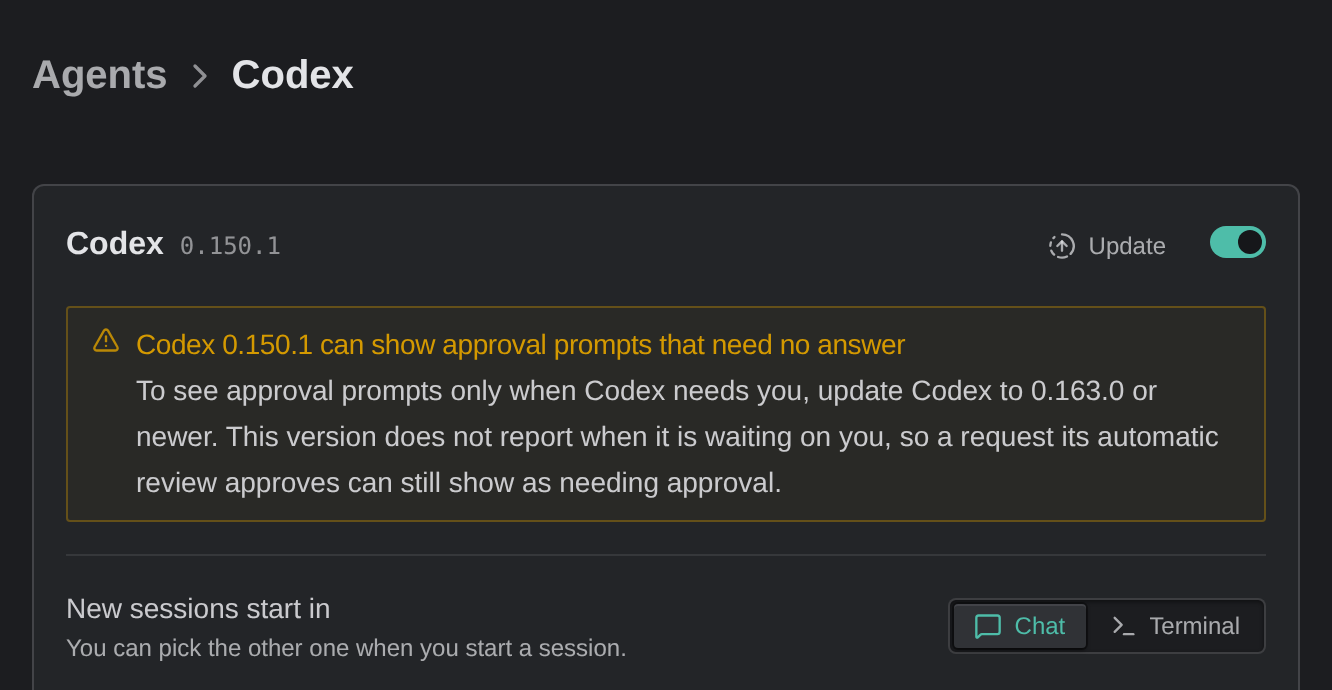 Agents > Codex
Codex 0.150.1
Update
Codex 0.150.1 can show approval prompts that need no answer
To see approval prompts only when Codex needs you, update Codex to 0.163.0 or
newer. This version does not report when it is waiting on you, so a request its automatic
review approves can still show as needing approval.
New sessions start in
You can pick the other one when you start a session.
Chat
Terminal